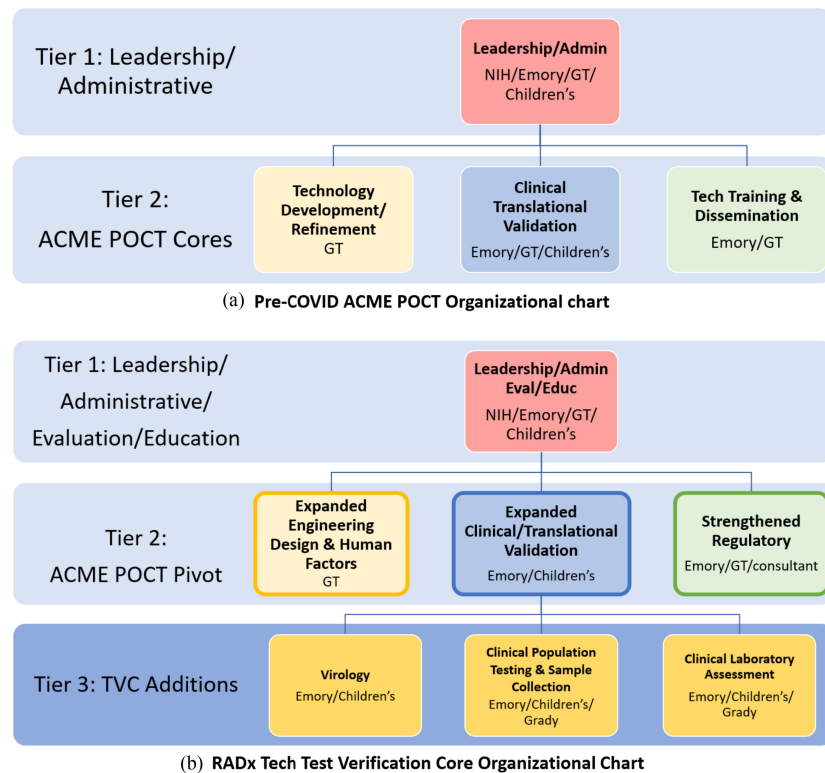 Tier 1: Leadership/
Administrative
Leadership/Admin
NIH/Emory/GT/
Children's
Tier 2:
ACME POCT Cores
Technology
Development/
Refinement
GT
Clinical
Translational
Validation
Emory/GT/Children's
Tech Training &
Dissemination
Emory/GT
(a) Pre-COVID ACME POCT Organizational chart
Tier 1: Leadership/
Administrative/
Evaluation/Education
Leadership/Admin
Eval/Educ
NIH/Emory/GT/
Children's
Tier 2:
ACME POCT Pivot
Expanded
Engineering
Design & Human
Factors
GT
Expanded
Clinical/Translational
Validation
Emory/Children's
Strengthened
Regulatory
Emory/GT/consultant
Tier 3: TVC Additions
Virology
Emory/Children's
Clinical Population
Testing & Sample
Collection
Emory/Children's/
Grady
Clinical Laboratory
Assessment
Emory/Children's/
Grady
(b) RADx Tech Test Verification Core Organizational Chart